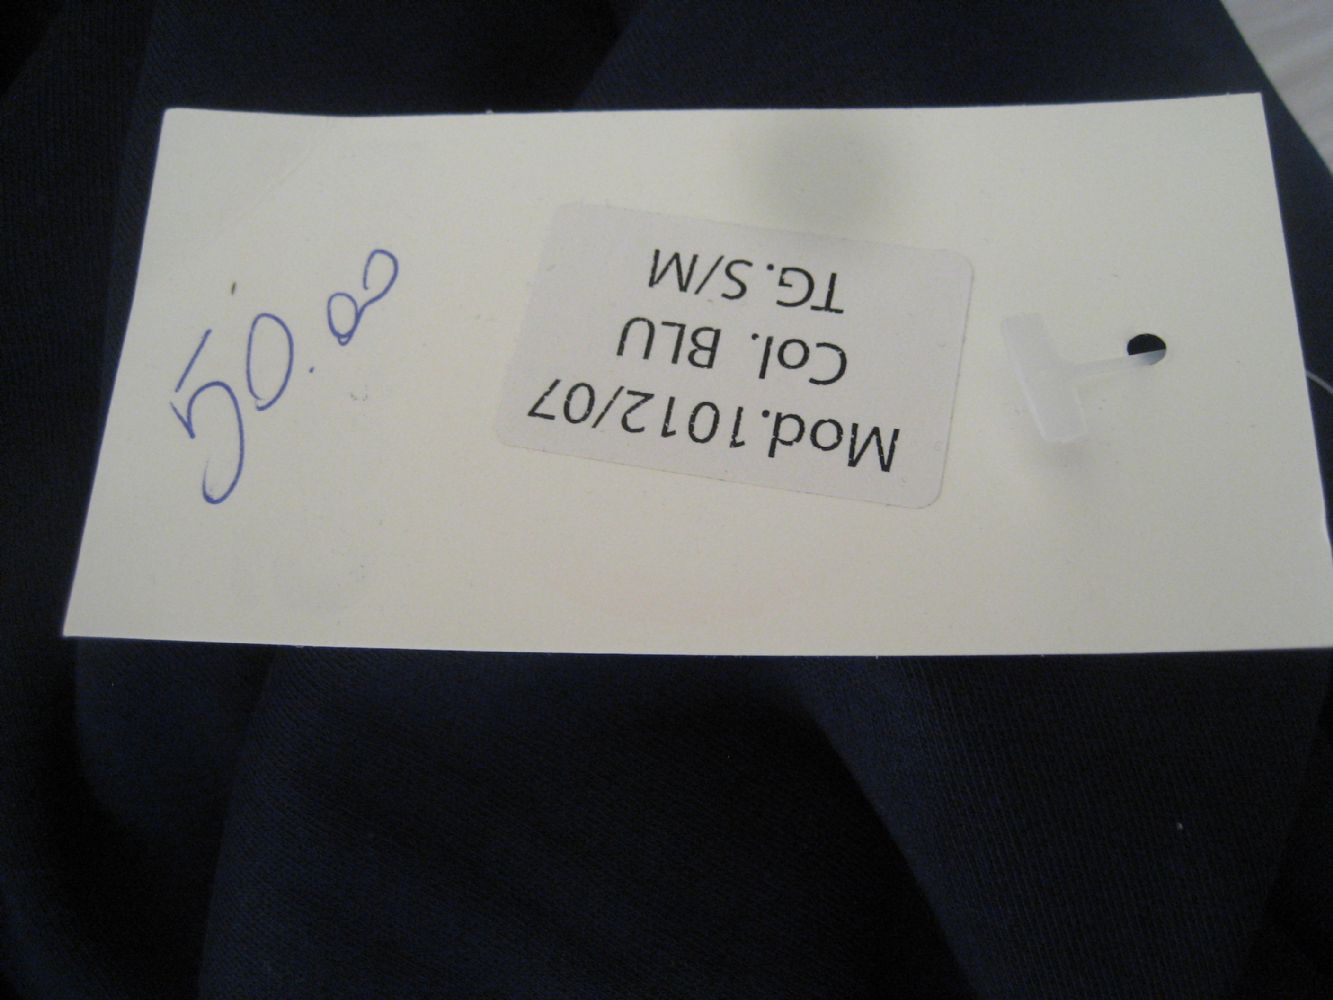 Mod.1012/07
Col. BLU
TG.S/M
50.00